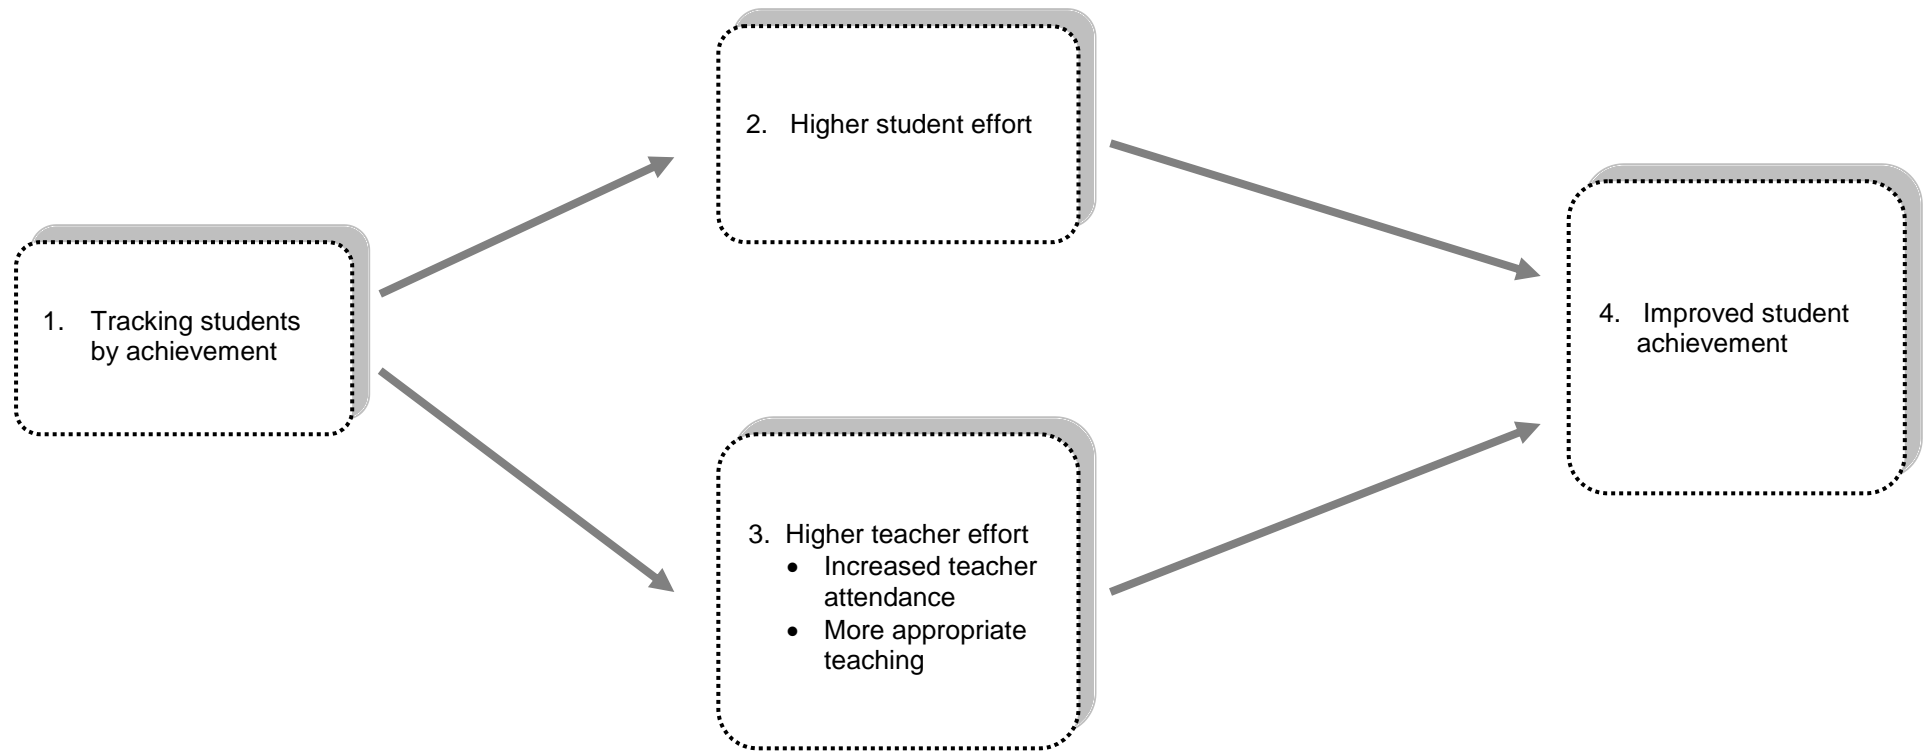 1. Tracking students
by achievement
2. Higher student effort
3. Higher teacher effort
• Increased teacher
attendance
• More appropriate
teaching
4. Improved student
achievement